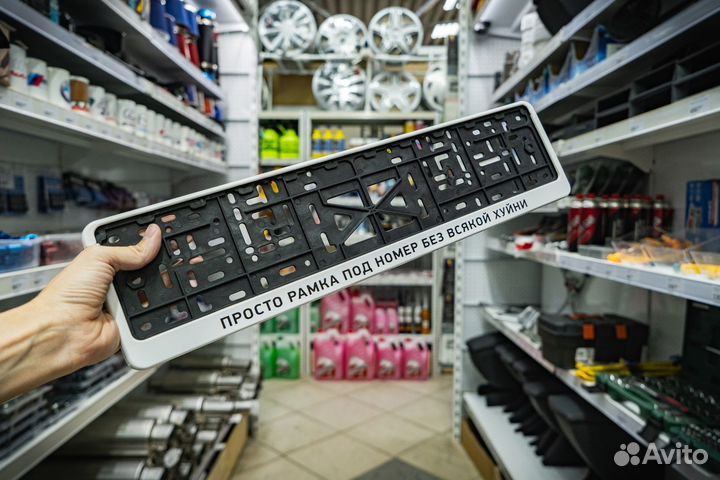 ПРОСТО РАМКА ПОД НОМЕР БЕЗ ВСЯКОЙ ХУЙНИ
Avito